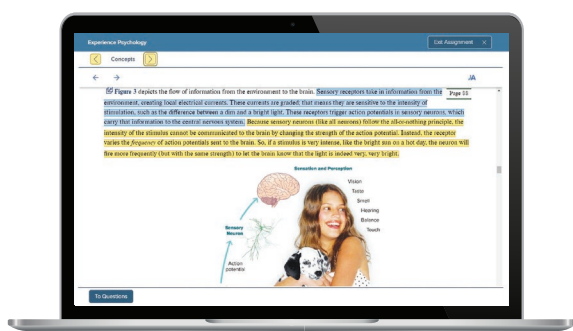 Experience Psychology
Exit Assignment
Concepts
Figure 3 depicts the flow of information from the environment to the brain. Sensory receptors take in information from the
environment, creating local electrical currents. These currents are graded; that means they are sensitive to the intensity of
stimulation, such as the difference between a dim and a bright light. These receptors trigger action potentials in sensory neurons, which
carry that information to the central nervous system. Because sensory neurons (like all neurons) follow the all-or-nothing principle, the
intensity of the stimulus cannot be communicated to the brain by changing the strength of the action potential. Instead, the receptor
varies the frequency of action potentials sent to the brain. So, if a stimulus is very intense, like the bright sun on a hot day, the neuron will
fire more frequently (but with the same strength) to let the brain know that the light is indeed very, very bright.
Sensation and Perception
Vision
Taste
Smell
Hearing
Balance
Touch
Sensory
Neuron
Action
potential
To Questions